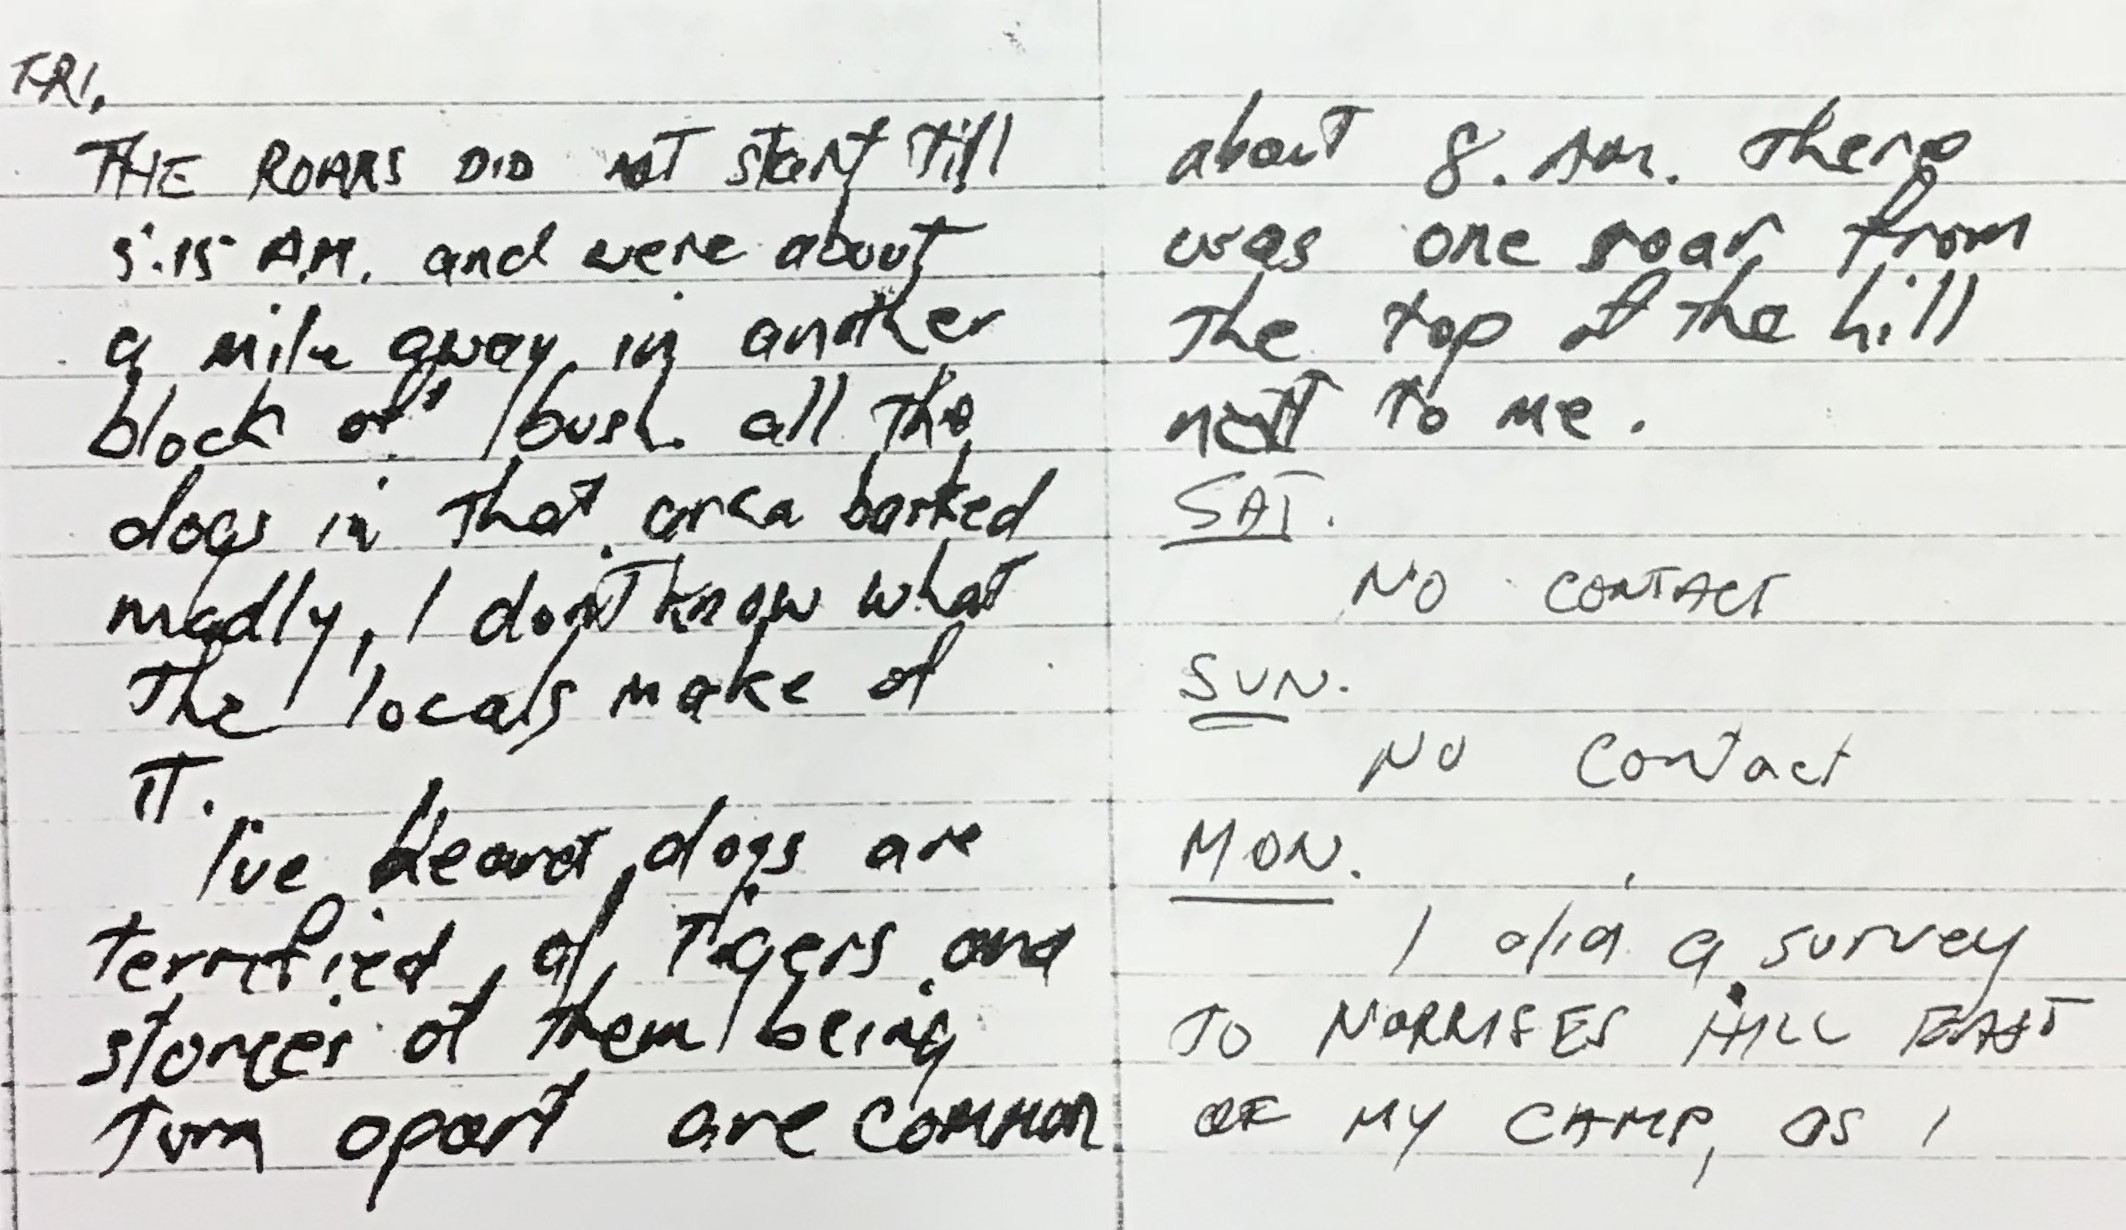 FRI,
THE ROARS DID not start till
5.15 A.M. and were about
a mile away in another
block of bush. all the
dogs in that area barked
madly, I dont know what
The locals make of
IT.
I've heard dogs are
terrified of Tigers and
stories of them being
Torn apart are common
about 8. AM. There
was one roar from
The top of the hill
next to me.
SAT.
NO CONTACT
SUN.
NO Contact
MON.
I did a survey
TO NORRISES HILL EAST
OF MY CAMP, as I